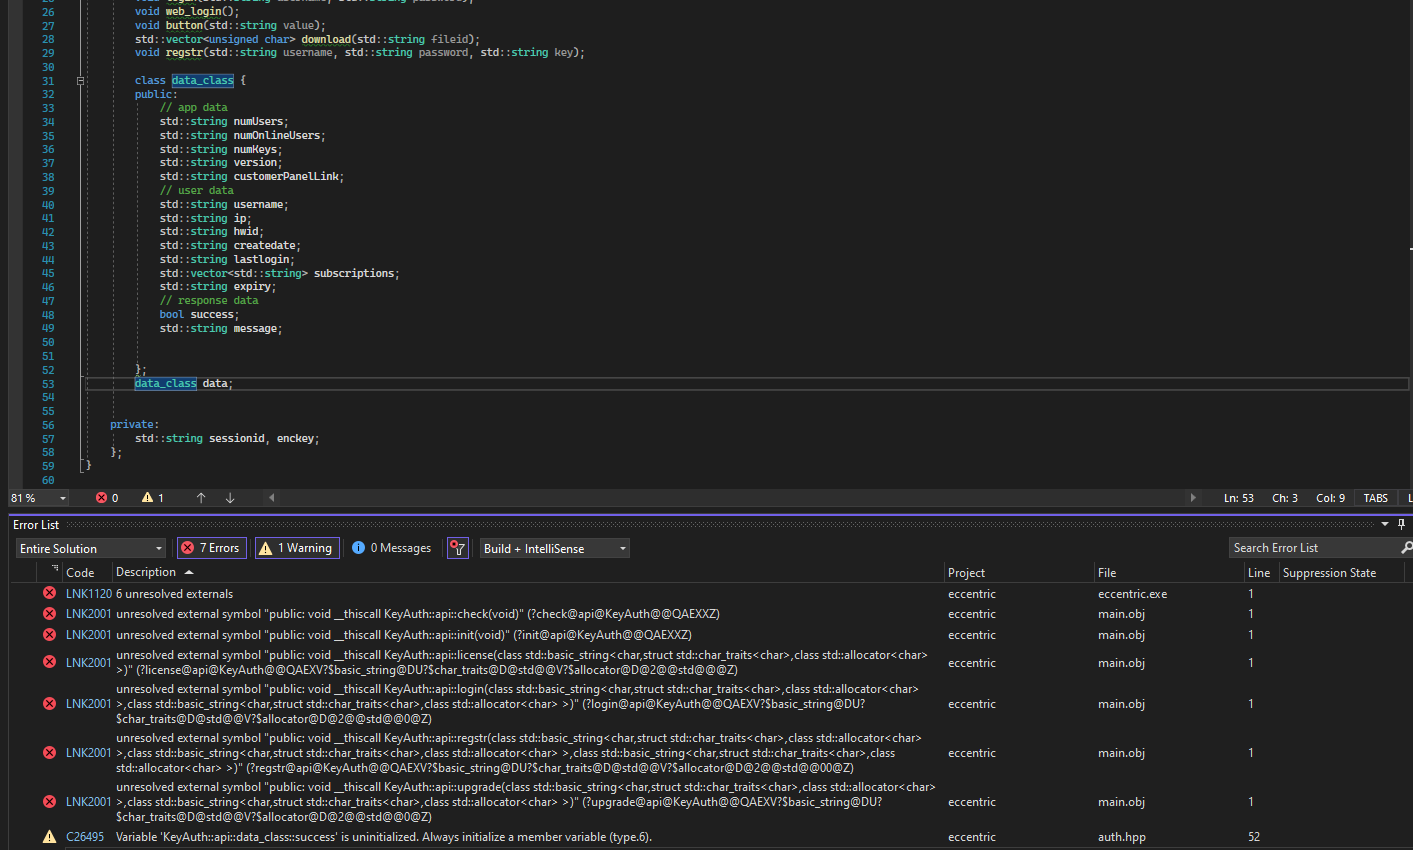 26 void web_login();
27 void button(std::string value);
28 std::vector<unsigned char> download(std::string fileid);
29 void regstr(std::string username, std::string password, std::string key);
30
31 class data_class {
32 public:
33 // app data
34 std::string numUsers;
35 std::string numOnlineUsers;
36 std::string numKeys;
37 std::string version;
38 std::string customerPanelLink;
39 // user data
40 std::string username;
41 std::string ip;
42 std::string hwid;
43 std::string createdate;
44 std::string lastlogin;
45 std::vector<std::string> subscriptions;
46 std::string expiry;
47 // response data
48 bool success;
49 std::string message;
50
51
52 };
53 data_class data;
54
55
56 private:
57 std::string sessionid, enckey;
58 };
59 }
60
81 % 0 1 Ln: 53 Ch: 3 Col: 9 TABS L
Error List
Entire Solution 7 Errors 1 Warning 0 Messages Build + IntelliSense Search Error List
Code Description Project File Line Suppression State
LNK1120 6 unresolved externals eccentric eccentric.exe 1
LNK2001 unresolved external symbol "public: void __thiscall KeyAuth::api::check(void)" (?check@api@KeyAuth@@QAEXXZ) eccentric main.obj 1
LNK2001 unresolved external symbol "public: void __thiscall KeyAuth::api::init(void)" (?init@api@KeyAuth@@QAEXXZ) eccentric main.obj 1
unresolved external symbol "public: void __thiscall KeyAuth::api::license(class std::basic_string<char,struct std::char_traits<char>,class std::allocator<char>
LNK2001 >)" (?license@api@KeyAuth@@QAEXV?$basic_string@DU?$char_traits@D@std@@V?$allocator@D@2@@std@@@Z) eccentric main.obj 1
unresolved external symbol "public: void __thiscall KeyAuth::api::login(class std::basic_string<char,struct std::char_traits<char>,class std::allocator<char>
LNK2001 >,class std::basic_string<char,struct std::char_traits<char>,class std::allocator<char> >)" (?login@api@KeyAuth@@QAEXV?$basic_string@DU? eccentric main.obj 1
$char_traits@D@std@@V?$allocator@D@2@@std@@0@Z)
unresolved external symbol "public: void __thiscall KeyAuth::api::regstr(class std::basic_string<char,struct std::char_traits<char>,class std::allocator<char>
LNK2001 >,class std::basic_string<char,struct std::char_traits<char>,class std::allocator<char> >,class std::basic_string<char,struct std::char_traits<char>,class eccentric main.obj 1
std::allocator<char> >)" (?regstr@api@KeyAuth@@QAEXV?$basic_string@DU?$char_traits@D@std@@V?$allocator@D@2@@std@@00@Z)
unresolved external symbol "public: void __thiscall KeyAuth::api::upgrade(class std::basic_string<char,struct std::char_traits<char>,class std::allocator<char>
LNK2001 >,class std::basic_string<char,struct std::char_traits<char>,class std::allocator<char> >)" (?upgrade@api@KeyAuth@@QAEXV?$basic_string@DU? eccentric main.obj 1
$char_traits@D@std@@V?$allocator@D@2@@std@@0@Z)
C26495 Variable 'KeyAuth::api::data_class::success' is uninitialized. Always initialize a member variable (type.6). eccentric auth.hpp 52